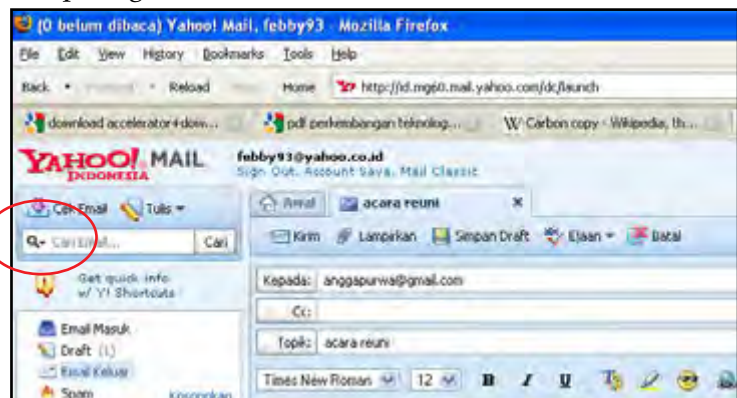 (0 belum dibaca) Yahoo! Mail, febby93 - Mozilla Firefox
File Edit View History Bookmarks Tools Help
Back Reload Home http://id.mg60.mail.yahoo.com/dc/launch
download accelerator+dow... pdf perkembangan teknolog... W Carbon copy - Wikipedia, th...
YAHOO! MAIL
INDONESIA
febby93@yahoo.co.id
Sign Out, Account Saya, Mail Classic
Cek Email Tulis
Awal acara reuni
Cari Email... Cari
Kirim Lampirkan Simpan Draft Ejaan Batal
Get quick info
w/ Y! Shortcuts
Kepada: anggapurwa@gmail.com
Cc:
Topik: acara reuni
Email Masuk
Draft (1)
Email Keluar
Spam Kosongkan
Times New Roman 12 B I U